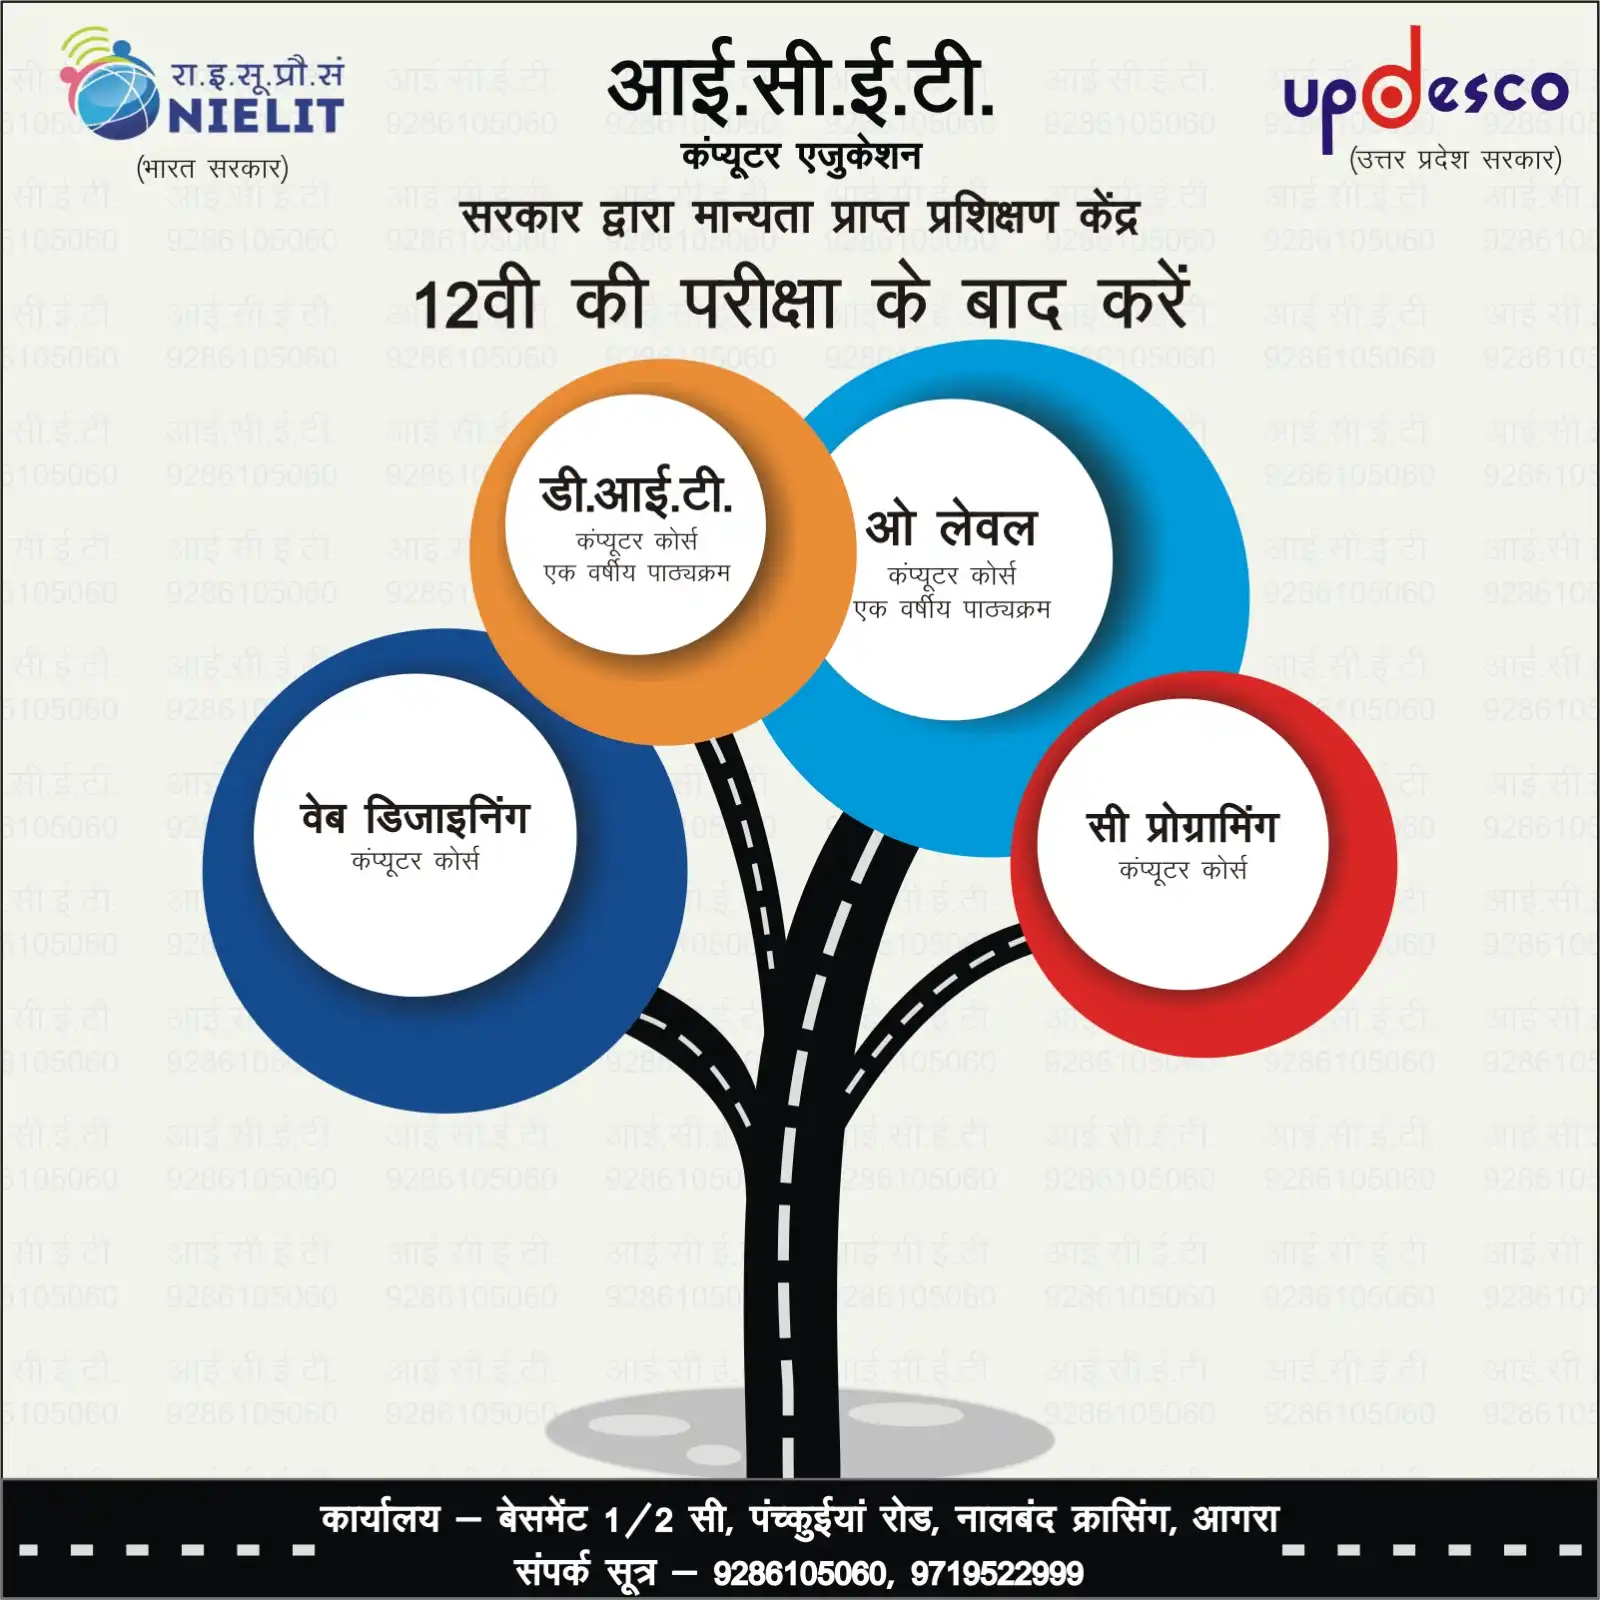 रा.इ.सू.प्रौ.सं
NIELIT
(भारत सरकार)
आई.सी.ई.टी.
कंप्यूटर एजुकेशन
updesco
(उत्तर प्रदेश सरकार)
सरकार द्वारा मान्यता प्राप्त प्रशिक्षण केंद्र
12वी की परीक्षा के बाद करें
डी.आई.टी.
कंप्यूटर कोर्स
एक वर्षीय पाठ्यक्रम
ओ लेवल
कंप्यूटर कोर्स
एक वर्षीय पाठ्यक्रम
वेब डिजाइनिंग
कंप्यूटर कोर्स
सी प्रोग्रामिंग
कंप्यूटर कोर्स
आई.सी.ई.टी.
9286105060
कार्यालय – बेसमेंट 1/2 सी, पंच्कुईयां रोड, नालबंद क्रासिंग, आगरा
संपर्क सूत्र – 9286105060, 9719522999